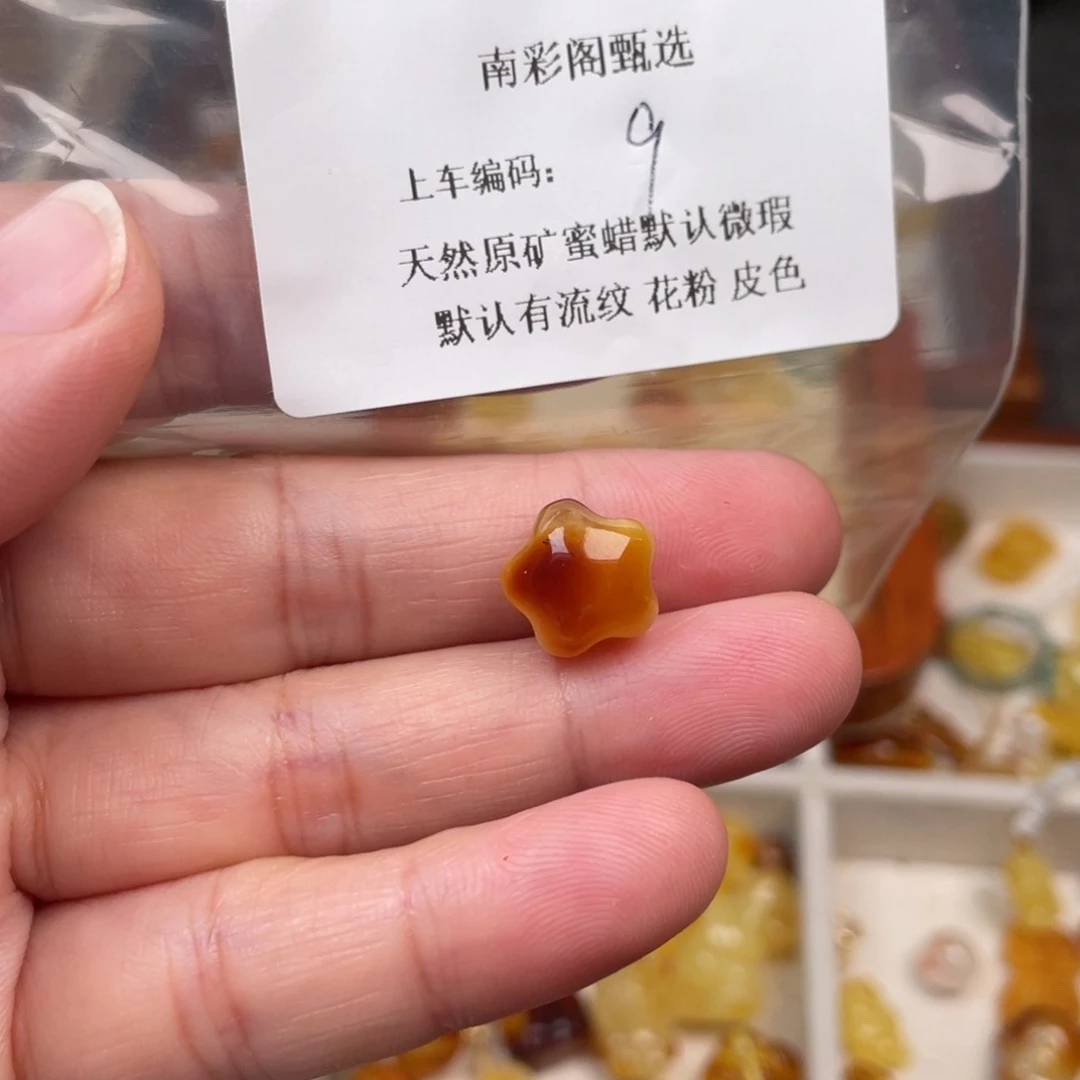 南彩阁甄选
上车编码: 9
天然原矿蜜蜡默认微瑕
默认有流纹 花粉 皮色